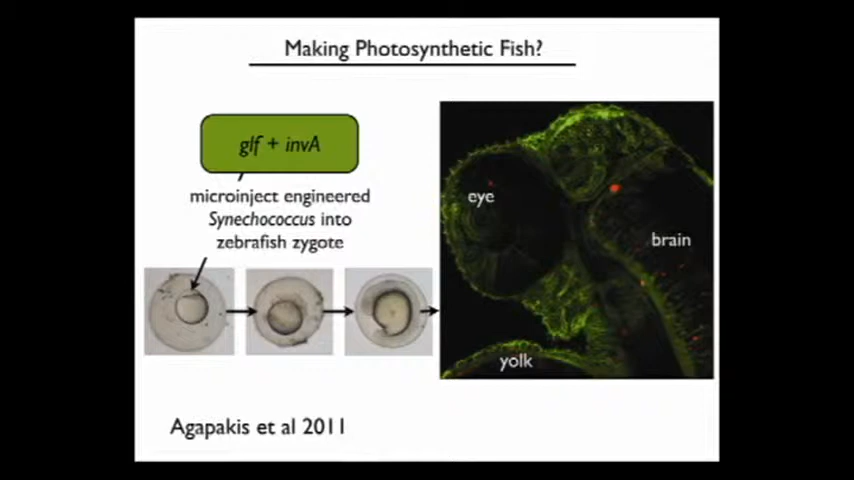 Making Photosynthetic Fish?
glf + invA
microinject engineered
Synechococcus into
zebrafish zygote
eye
brain
yolk
Agapakis et al 2011